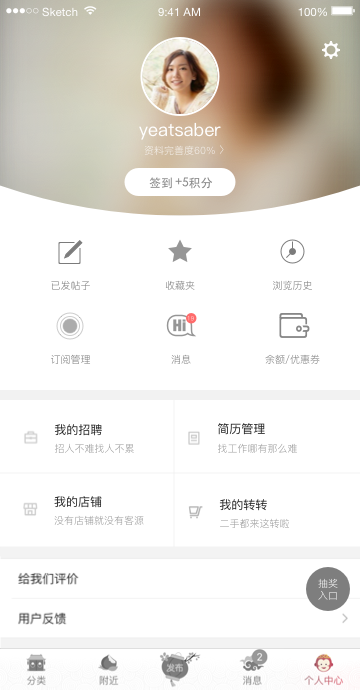 Sketch 9:41 AM 100%
yeatsaber
资料完善度60%
签到 +5积分
已发帖子 收藏夹 浏览历史
Hi 18
订阅管理 消息 余额/优惠券
我的招聘 简历管理
招人不难找人不累 找工作哪有那么难
我的店铺 我的转转
没有店铺就没有客源 二手都来这转啦
给我们评价
抽奖
入口
用户反馈
发布 2
分类 附近 消息 个人中心